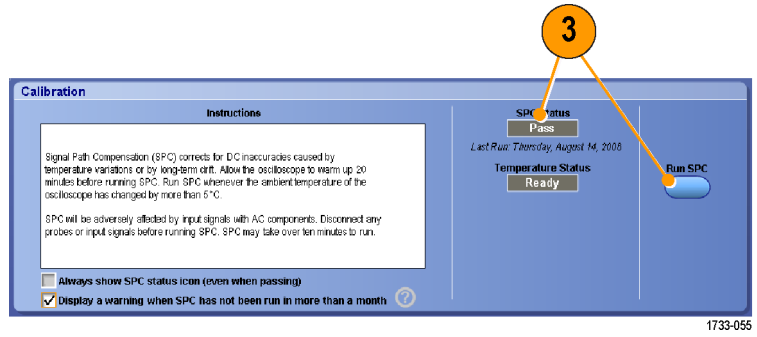 3
Calibration
Instructions
Signal Path Compensation (SPC) corrects for DC inaccuracies caused by
temperature variations or by long-term drift. Allow the oscilloscope to warm up 20
minutes before running SPC. Run SPC whenever the ambient temperature of the
oscilloscope has changed by more than 5 °C.
SPC will be adversely affected by input signals with AC components. Disconnect any
probes or input signals before running SPC. SPC may take over ten minutes to run.
Always show SPC status icon (even when passing)
Display a warning when SPC has not been run in more than a month ?
SPC Status
Pass
Last Run: Thursday, August 14, 2008
Temperature Status
Ready
Run SPC
1733-055